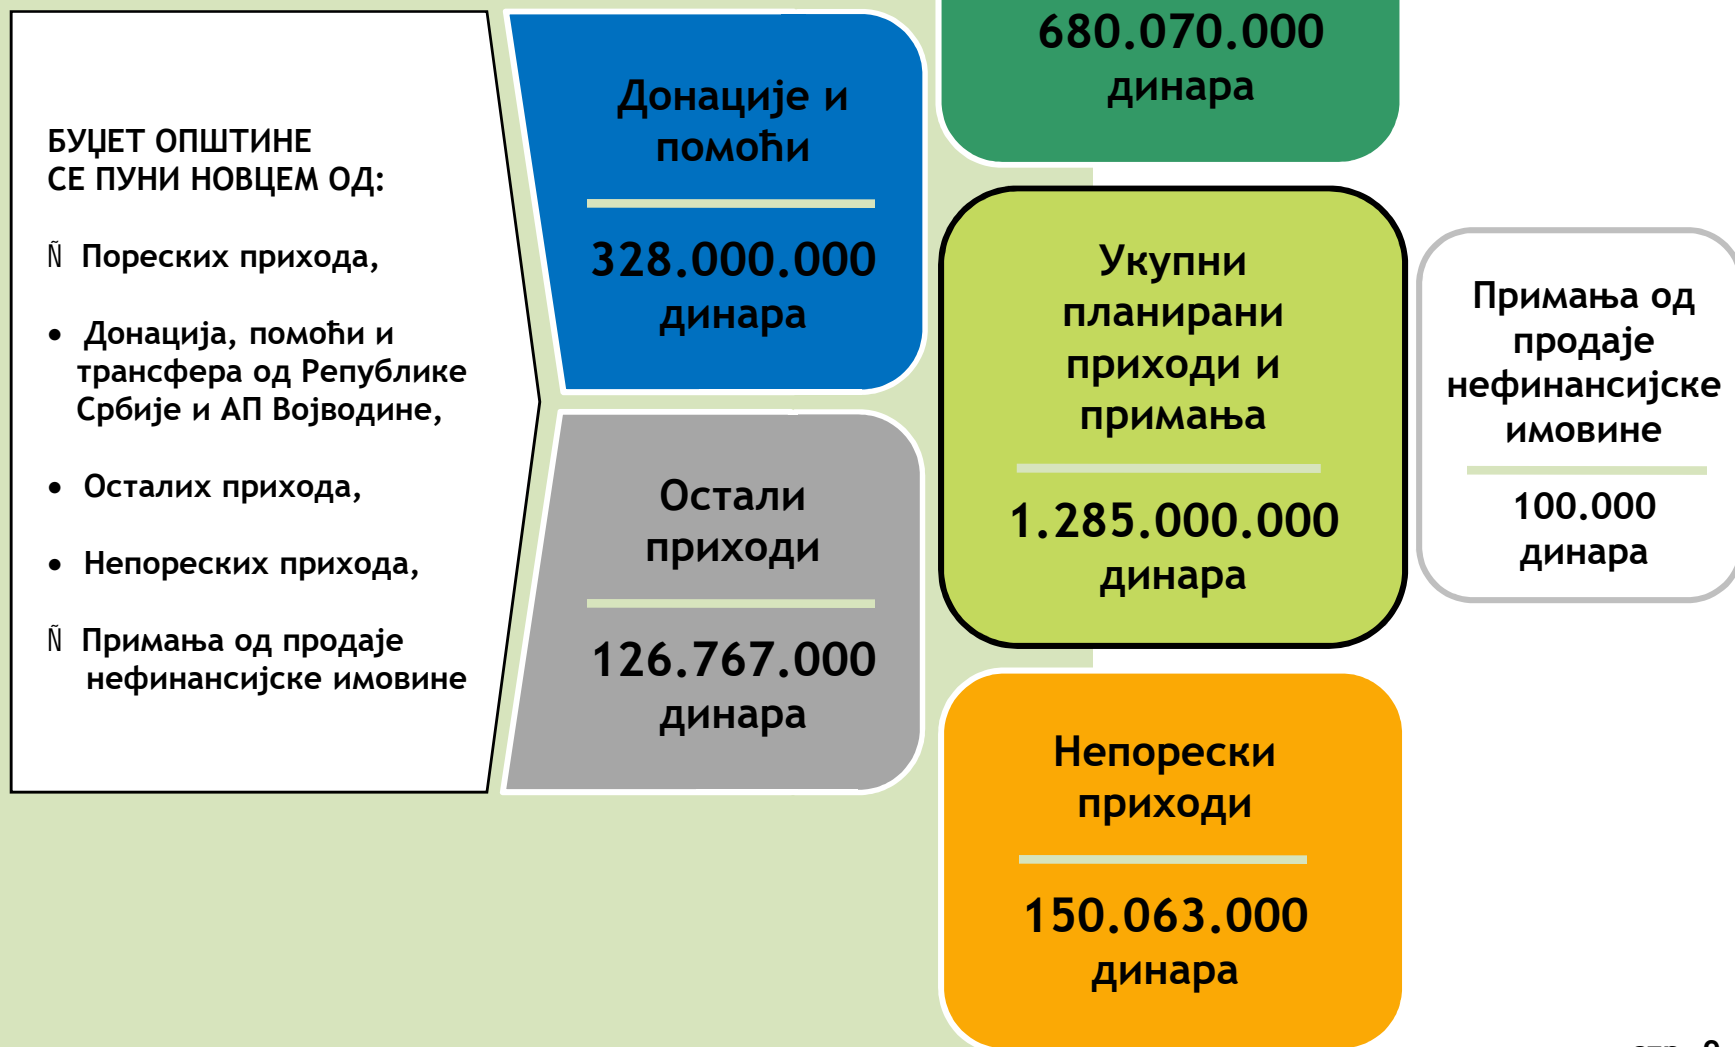 БУЏЕТ ОПШТИНЕ
СЕ ПУНИ НОВЦЕМ ОД:
Ñ Пореских прихода,
• Донација, помоћи и
трансфера од Републике
Србије и АП Војводине,
• Осталих прихода,
• Непореских прихода,
Ñ Примања од продаје
нефинансијске имовине
Донације и
помоћи
328.000.000
динара
Остали
приходи
126.767.000
динара
680.070.000
динара
Укупни
планирани
приходи и
примања
1.285.000.000
динара
Непорески
приходи
150.063.000
динара
Примања од
продаје
нефинансијске
имовине
100.000
динара